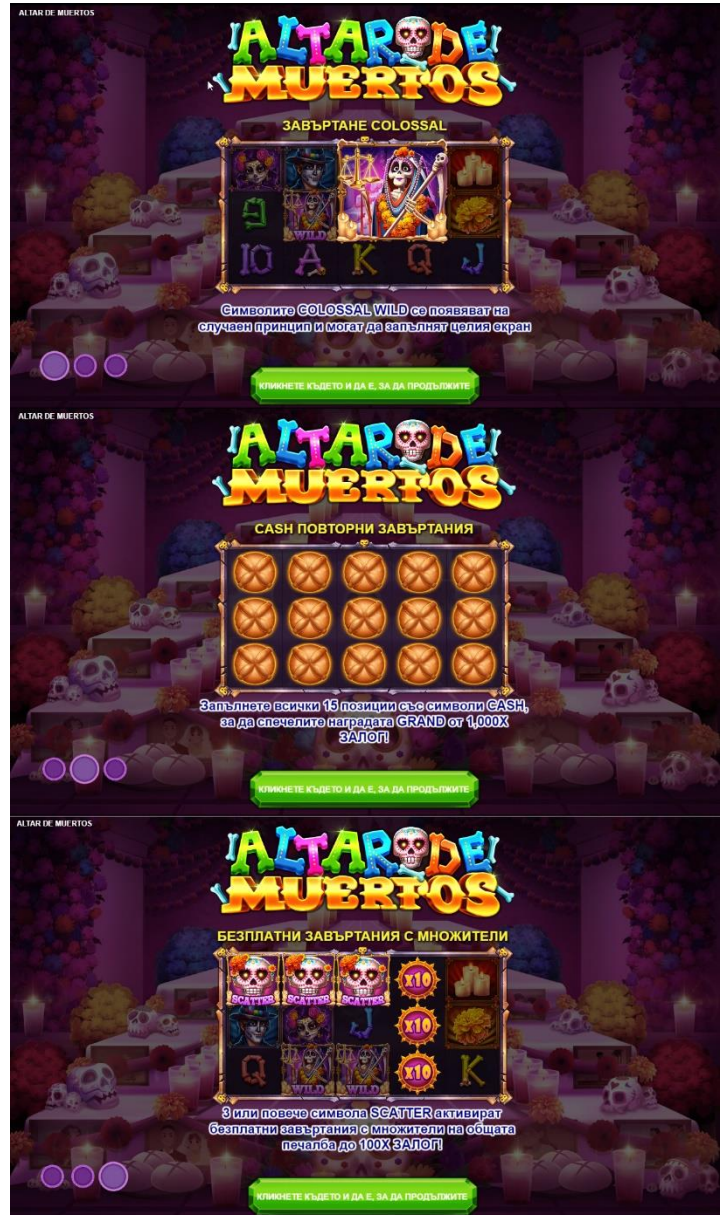 ALTAR DE MUERTOS
ALTAR DE
MUERTOS
ЗАВЪРТАНЕ COLOSSAL
9
WILD
10 A K Q J
Символите COLOSSAL WILD се появяват на
случаен принцип и могат да запълнят целия екран
КЛИКНЕТЕ КЪДЕТО И ДА Е, ЗА ДА ПРОДЪЛЖИТЕ
ALTAR DE MUERTOS
ALTAR DE
MUERTOS
CASH ПОВТОРНИ ЗАВЪРТАНИЯ
Запълнете всички 15 позиции със символи CASH,
за да спечелите наградата GRAND от 1,000X
ЗАЛОГ!
КЛИКНЕТЕ КЪДЕТО И ДА Е, ЗА ДА ПРОДЪЛЖИТЕ
ALTAR DE MUERTOS
ALTAR DE
MUERTOS
БЕЗПЛАТНИ ЗАВЪРТАНИЯ С МНОЖИТЕЛИ
SCATTER SCATTER SCATTER X10
J X10
Q WILD WILD X10 K
3 или повече символа SCATTER активират
безплатни завъртания с множители на общата
печалба до 100X ЗАЛОГ!
КЛИКНЕТЕ КЪДЕТО И ДА Е, ЗА ДА ПРОДЪЛЖИТЕ